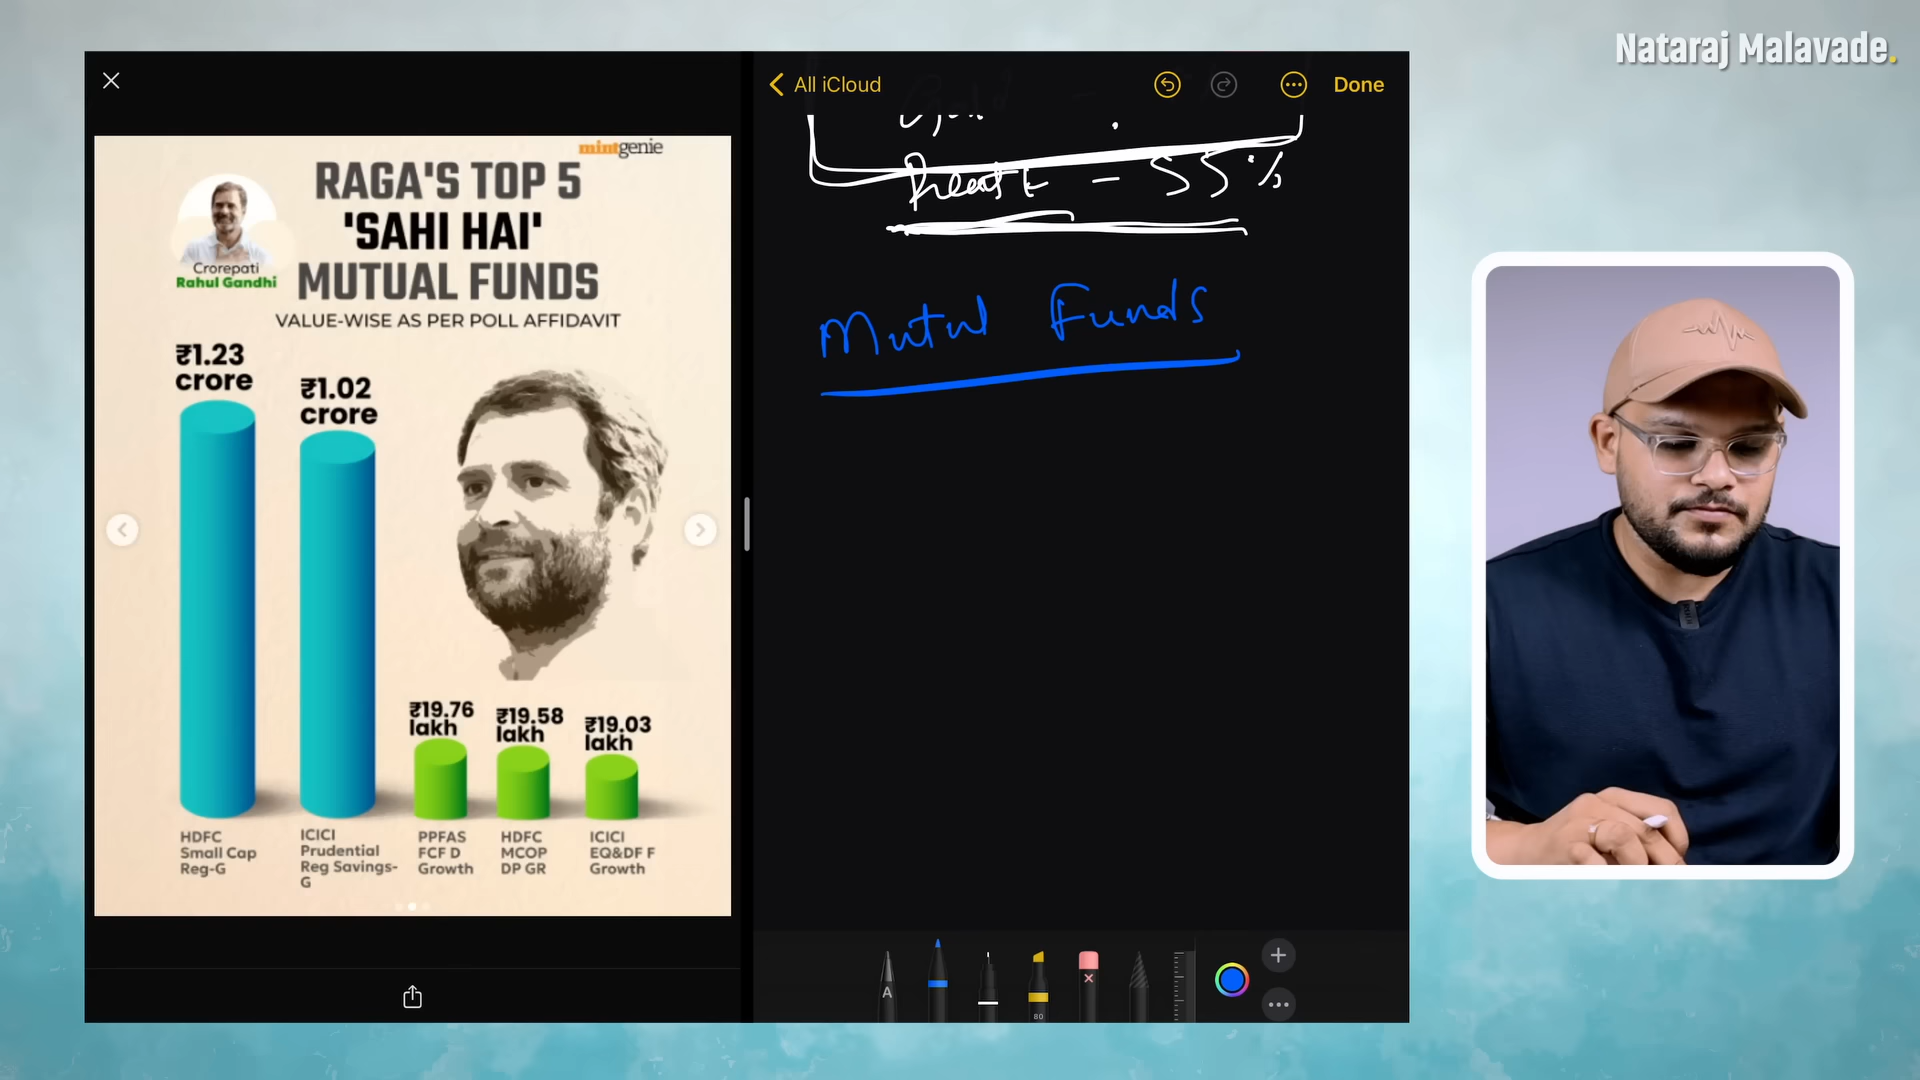 Nataraj Malavade.
mintgenie
RAGA'S TOP 5
'SAHI HAI'
MUTUAL FUNDS
Crorepati
Rahul Gandhi
VALUE-WISE AS PER POLL AFFIDAVIT
₹1.23
crore
₹1.02
crore
₹19.76
lakh
₹19.58
lakh
₹19.03
lakh
HDFC
Small Cap
Reg-G
ICICI
Prudential
Reg Savings-
G
PPFAS
FCF D
Growth
HDFC
MCOP
DP GR
ICICI
EQ&DF F
Growth
All iCloud
Done
- 55%
Mutul Funds
A
80